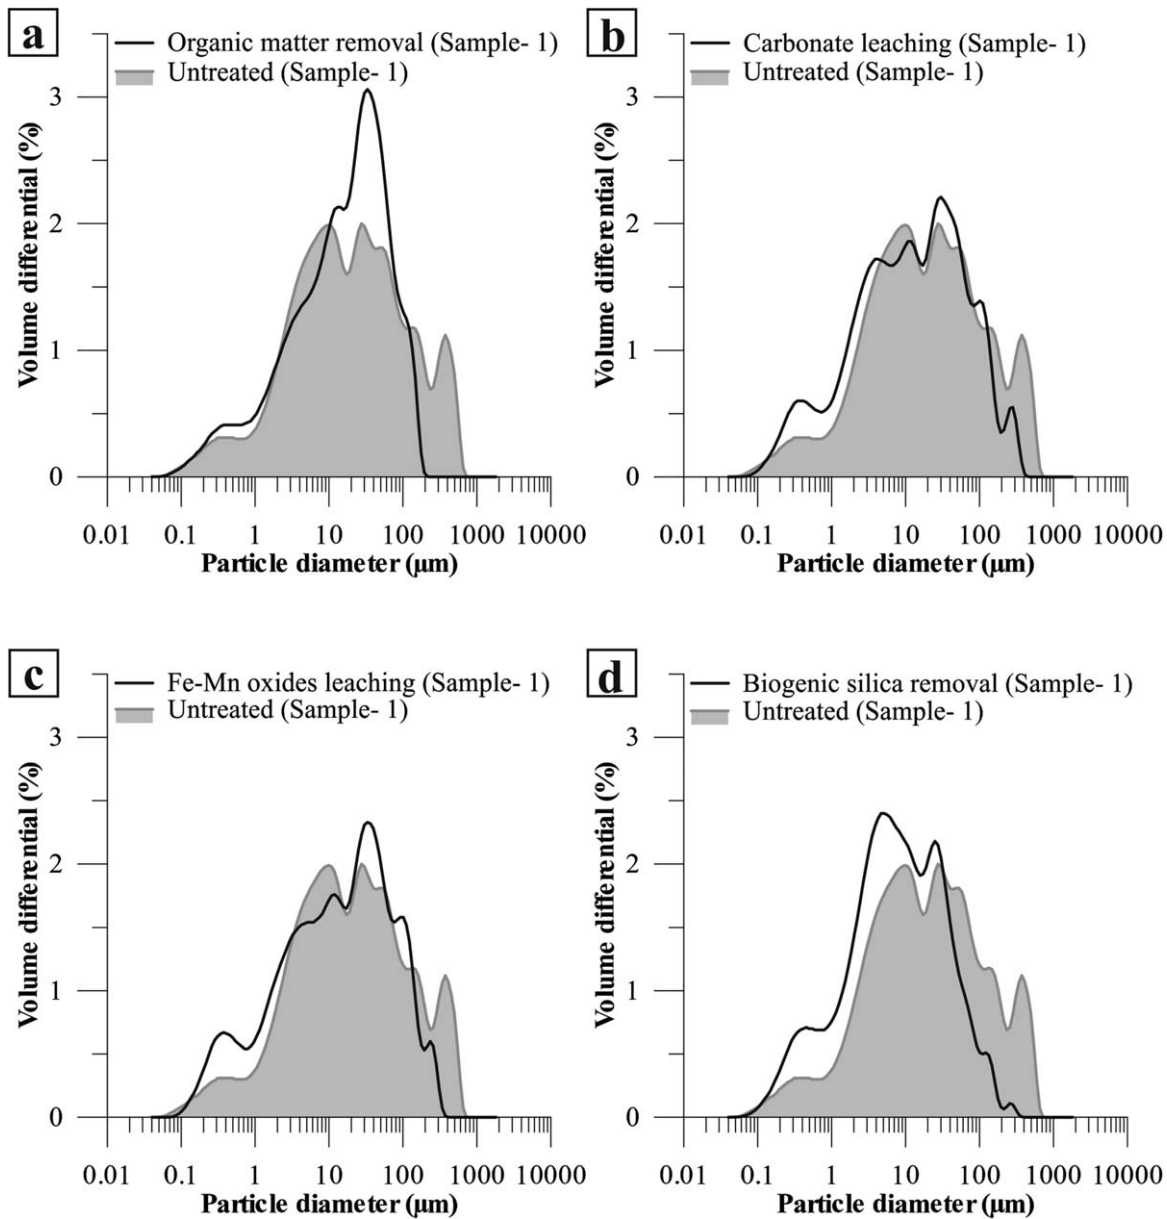 a
Organic matter removal (Sample- 1)
Untreated (Sample- 1)
Volume differential (%)
3
2
1
0
0.01 0.1 1 10 100 1000 10000
Particle diameter (μm)
b
Carbonate leaching (Sample- 1)
Untreated (Sample- 1)
Volume differential (%)
3
2
1
0
0.01 0.1 1 10 100 1000 10000
Particle diameter (μm)
c
Fe-Mn oxides leaching (Sample- 1)
Untreated (Sample- 1)
Volume differential (%)
3
2
1
0
0.01 0.1 1 10 100 1000 10000
Particle diameter (μm)
d
Biogenic silica removal (Sample- 1)
Untreated (Sample- 1)
Volume differential (%)
3
2
1
0
0.01 0.1 1 10 100 1000 10000
Particle diameter (μm)